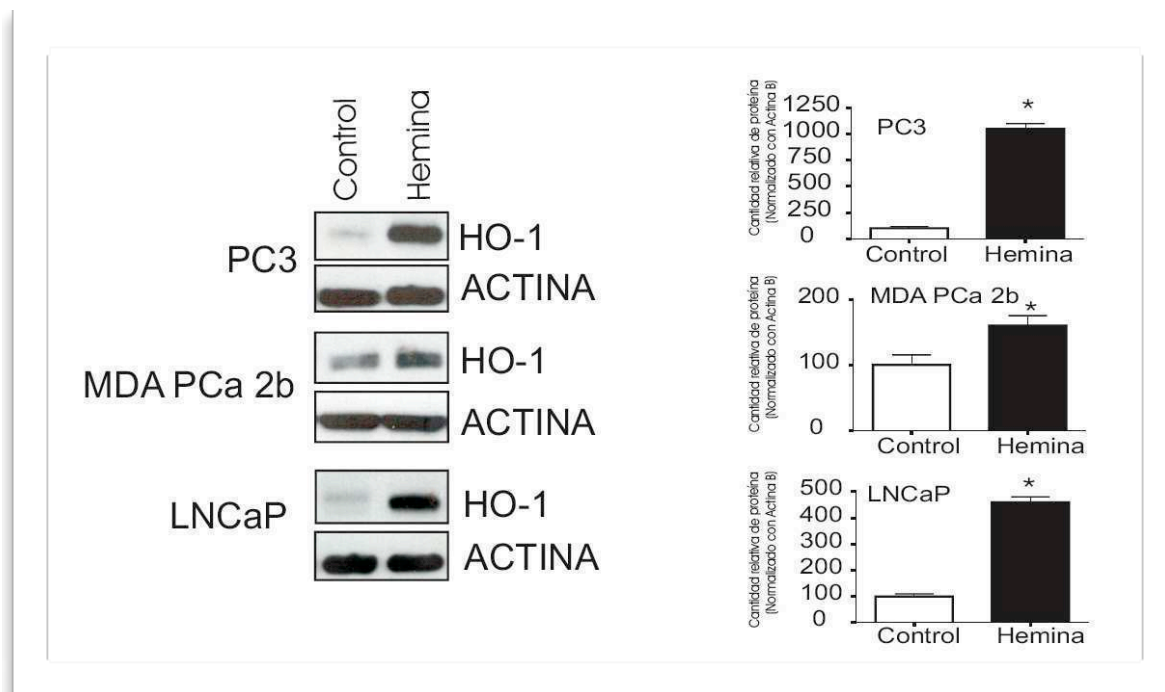 Control
Hemina
PC3
HO-1
ACTINA
MDA PCa 2b
HO-1
ACTINA
LNCaP
HO-1
ACTINA
Cantidad relativa de proteína
(Normalizado con Actina B)
1250
1000
750
500
250
0
PC3
*
Control Hemina
Cantidad relativa de proteína
(Normalizado con Actina B)
200
100
0
MDA PCa 2b
*
Control Hemina
Cantidad relativa de proteína
(Normalizado con Actina B)
500
400
300
200
100
0
LNCaP
*
Control Hemina